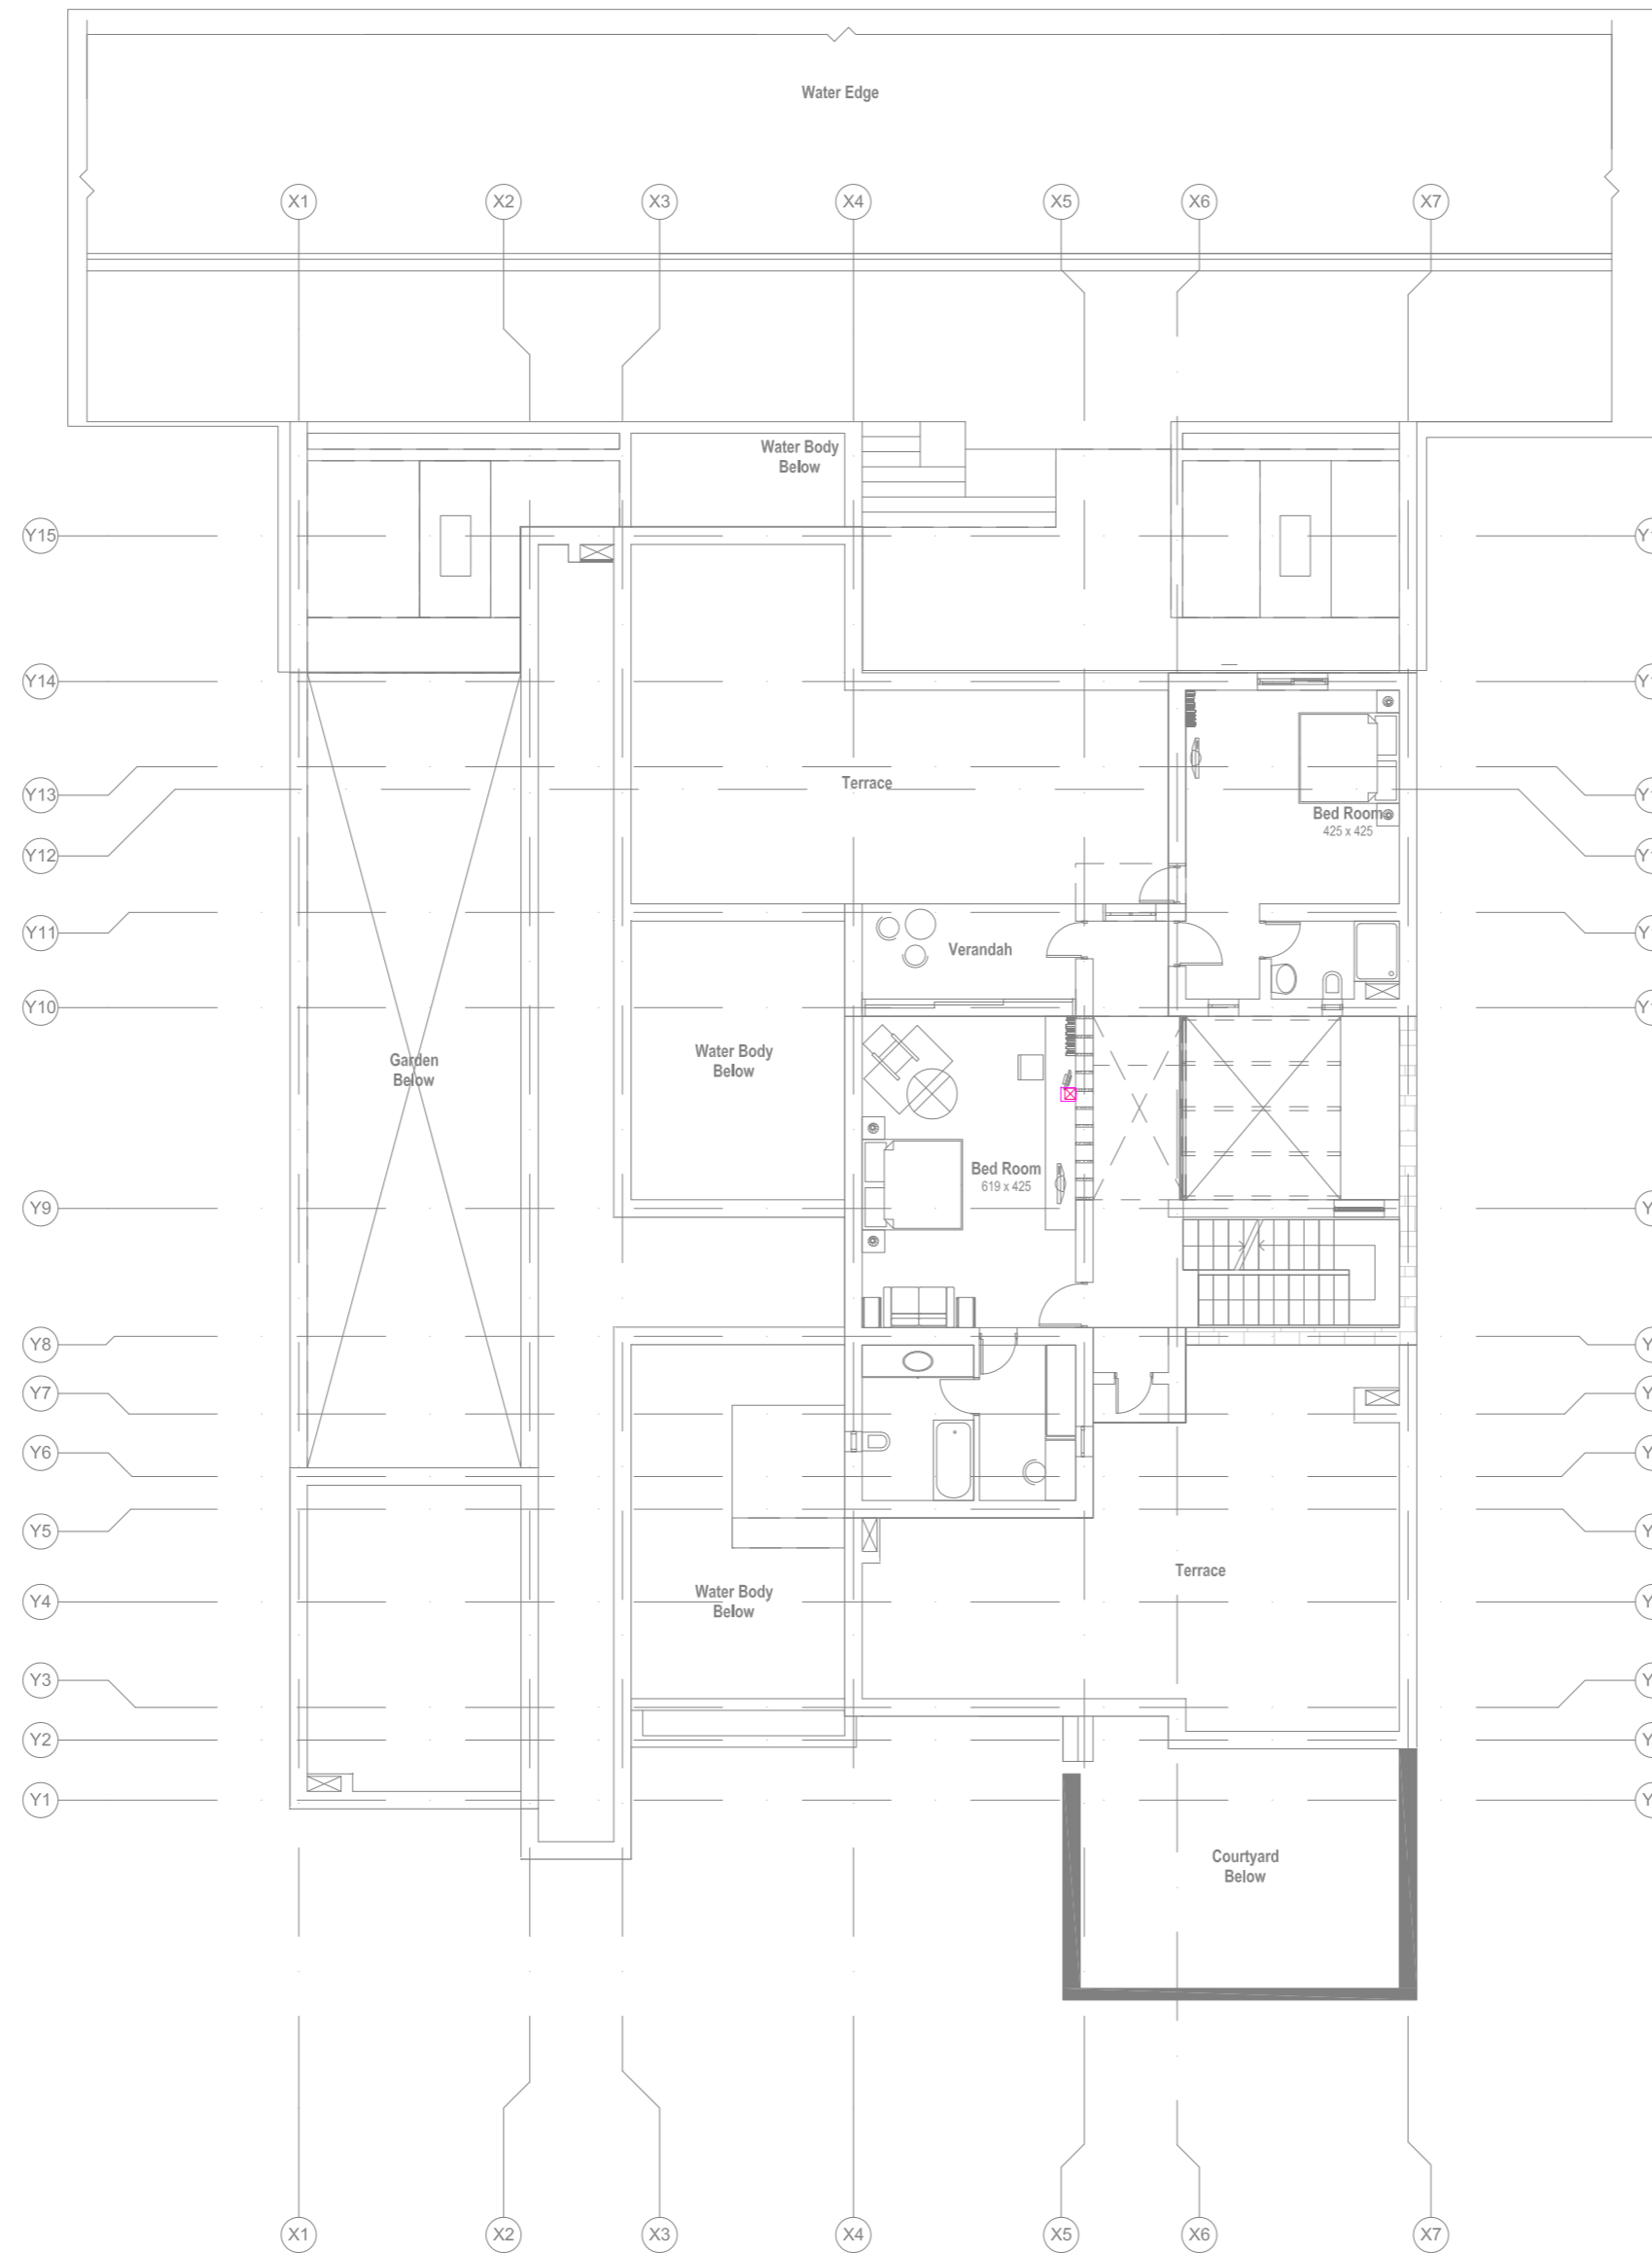 Water Edge
X1
X2
X3
X4
X5
X6
X7
Water Body
Below
Y15
Y14
Y13
Terrace
Bed Room
425 x 425
Y12
Y11
Verandah
Y10
Garden
Below
Water Body
Below
Bed Room
619 x 425
Y9
Y8
Y7
Y6
Y5
Terrace
Water Body
Below
Y4
Y3
Y2
Y1
Courtyard
Below
X1
X2
X3
X4
X5
X6
X7